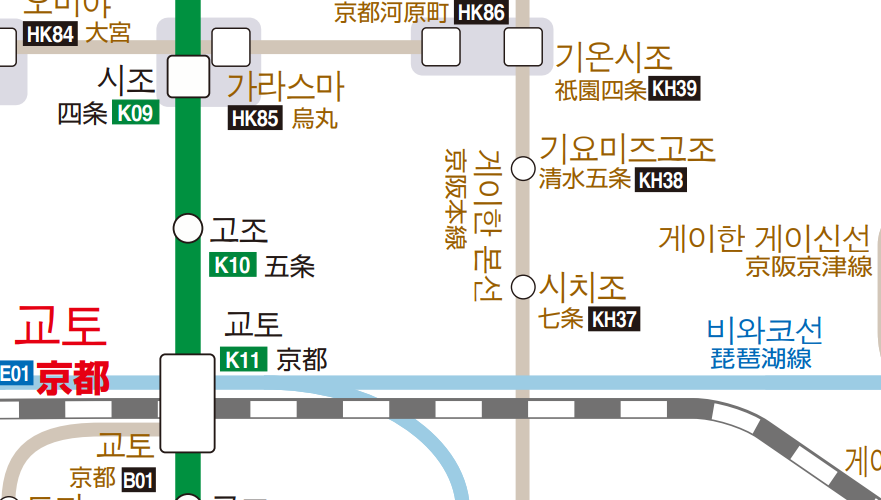 HK84 大宮
京都河原町 HK86
시조
四条 K09
가라스마
HK85 烏丸
기온시조
祇園四条 KH39
기요미즈고조
清水五条 KH38
게이한 본선
京阪本線
고조
K10 五条
게이한 게이신선
京阪京津線
시치조
七条 KH37
비와코선
琵琶湖線
교토
E01 京都
교토
K11 京都
교토
京都 B01